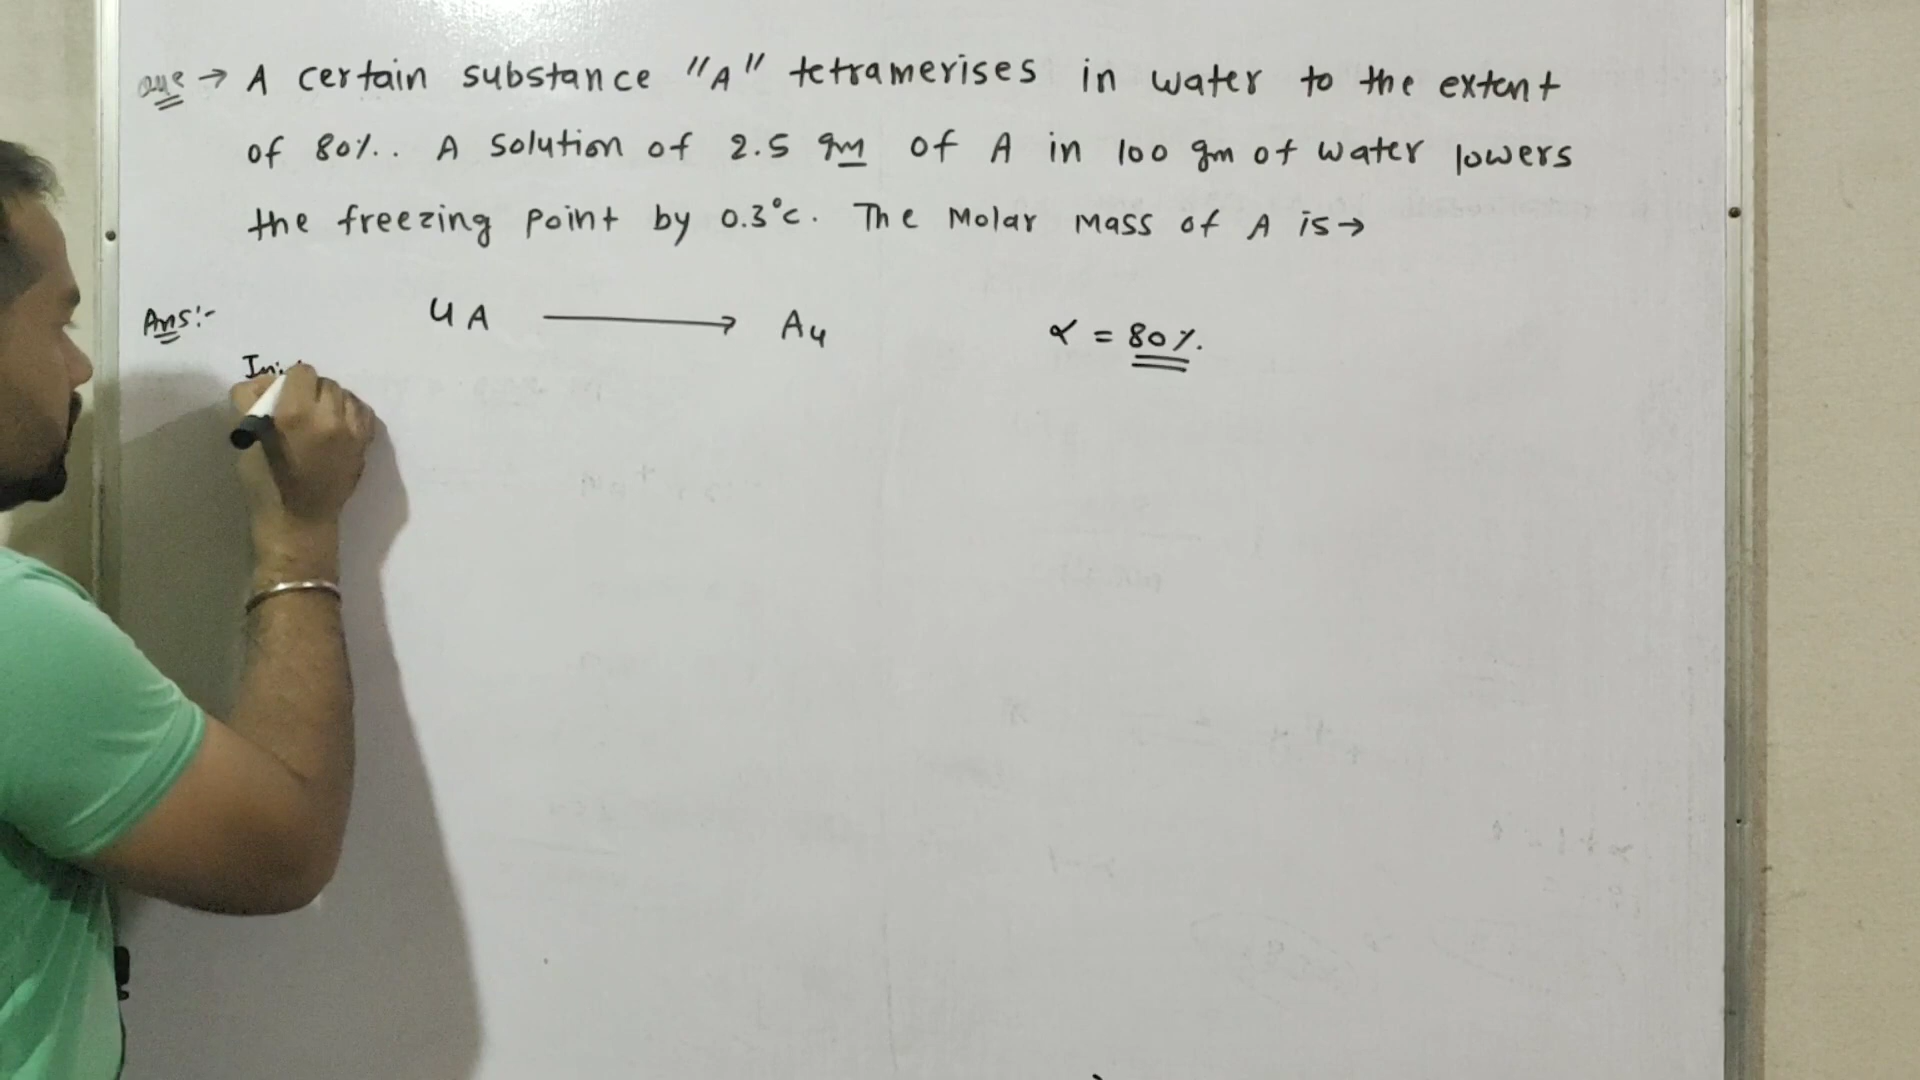 Que → A certain substance "A" tetramerises in water to the extent
of 80%. A solution of 2.5 gm of A in 100 gm of water lowers
the freezing point by 0.3°c. The Molar Mass of A is →
Ans:- 4A → A₄ α = 80%.
Ini